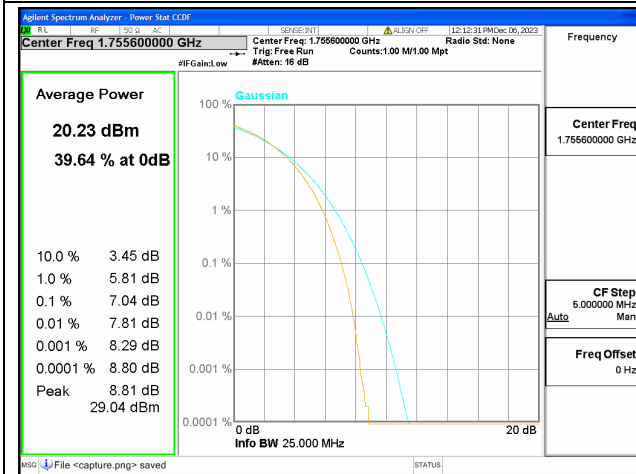 Agilent Spectrum Analyzer - Power Stat CCDF
RL RF 50 Ω AC SENSE:INT ALIGN OFF 12:12:31 PM Dec 06, 2023
Center Freq 1.755600000 GHz
Center Freq: 1.755600000 GHz Radio Std: None
Trig: Free Run Counts:1.00 M/1.00 Mpt
#IFGain:Low #Atten: 16 dB
Frequency
Average Power
20.23 dBm
39.64 % at 0dB
10.0 % 3.45 dB
1.0 % 5.81 dB
0.1 % 7.04 dB
0.01 % 7.81 dB
0.001 % 8.29 dB
0.0001 % 8.80 dB
Peak 8.81 dB
29.04 dBm
Gaussian
100 %
10 %
1 %
0.1 %
0.01 %
0.001 %
0.0001 %
0 dB 20 dB
Info BW 25.000 MHz
Center Freq
1.755600000 GHz
CF Step
5.000000 MHz
Auto Man
Freq Offset
0 Hz
MSG File <capture.png> saved STATUS